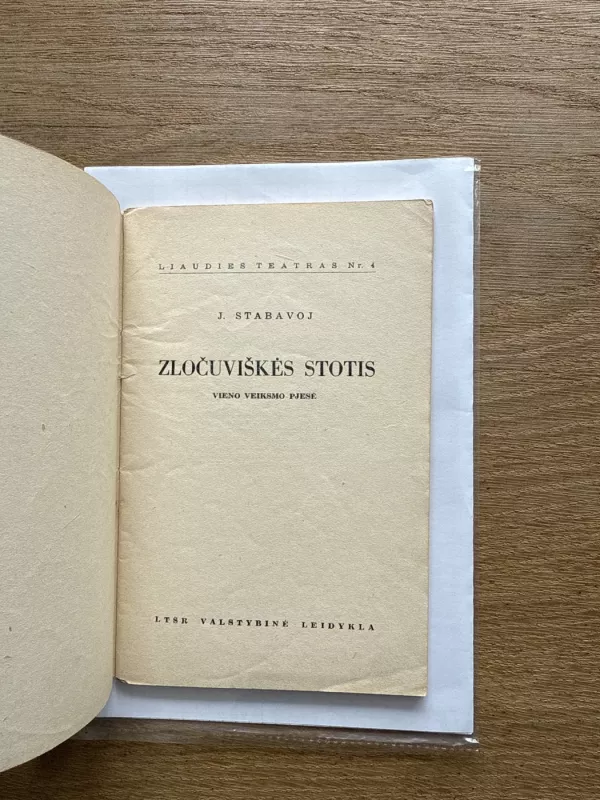 LIAUDIES TEATRAS Nr. 4
J. STABAVOJ
ZLOČUVIŠKĖS STOTIS
VIENO VEIKSMO PJESĖ
LTSR VALSTYBINĖ LEIDYKLA